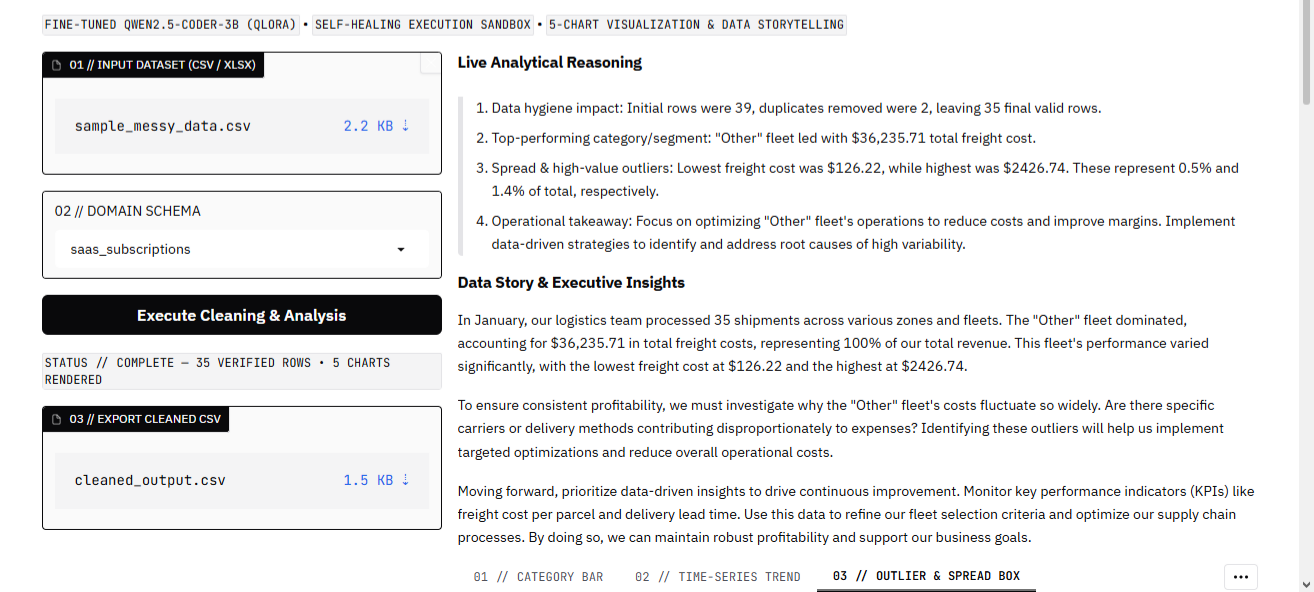 FINE-TUNED QWEN2.5-CODER-3B (QLORA) • SELF-HEALING EXECUTION SANDBOX • 5-CHART VISUALIZATION & DATA STORYTELLING
01 // INPUT DATASET (CSV / XLSX)
sample_messy_data.csv 2.2 KB ↓
02 // DOMAIN SCHEMA
saas_subscriptions
Execute Cleaning & Analysis
STATUS // COMPLETE — 35 VERIFIED ROWS • 5 CHARTS
RENDERED
03 // EXPORT CLEANED CSV
cleaned_output.csv 1.5 KB ↓
Live Analytical Reasoning
1. Data hygiene impact: Initial rows were 39, duplicates removed were 2, leaving 35 final valid rows.
2. Top-performing category/segment: "Other" fleet led with $36,235.71 total freight cost.
3. Spread & high-value outliers: Lowest freight cost was $126.22, while highest was $2426.74. These represent 0.5% and
1.4% of total, respectively.
4. Operational takeaway: Focus on optimizing "Other" fleet's operations to reduce costs and improve margins. Implement
data-driven strategies to identify and address root causes of high variability.
Data Story & Executive Insights
In January, our logistics team processed 35 shipments across various zones and fleets. The "Other" fleet dominated,
accounting for $36,235.71 in total freight costs, representing 100% of our total revenue. This fleet's performance varied
significantly, with the lowest freight cost at $126.22 and the highest at $2426.74.
To ensure consistent profitability, we must investigate why the "Other" fleet's costs fluctuate so widely. Are there specific
carriers or delivery methods contributing disproportionately to expenses? Identifying these outliers will help us implement
targeted optimizations and reduce overall operational costs.
Moving forward, prioritize data-driven insights to drive continuous improvement. Monitor key performance indicators (KPIs) like
freight cost per parcel and delivery lead time. Use this data to refine our fleet selection criteria and optimize our supply chain
processes. By doing so, we can maintain robust profitability and support our business goals.
01 // CATEGORY BAR 02 // TIME-SERIES TREND 03 // OUTLIER & SPREAD BOX